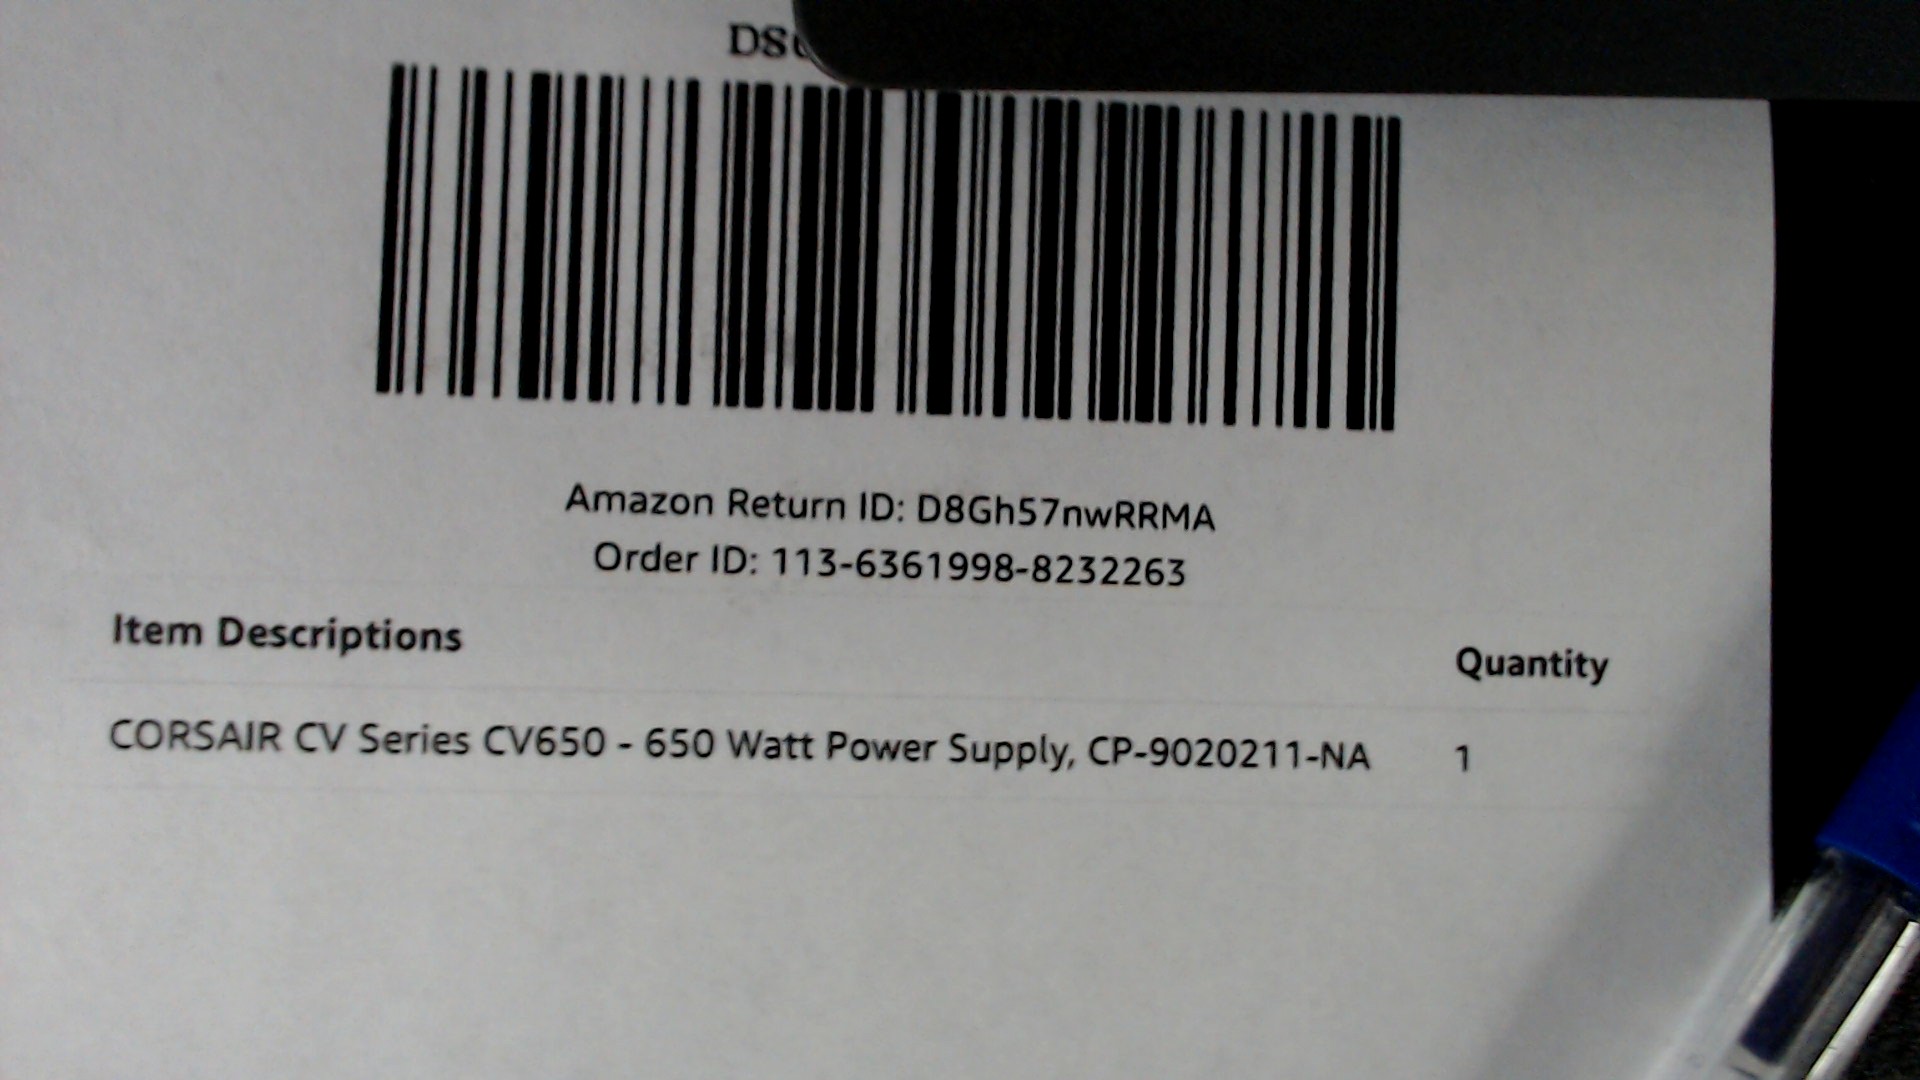 Amazon Return ID: D8Gh57nwRRMA
Order ID: 113-6361998-8232263
Item Descriptions
Quantity
CORSAIR CV Series CV650 - 650 Watt Power Supply, CP-9020211-NA 1